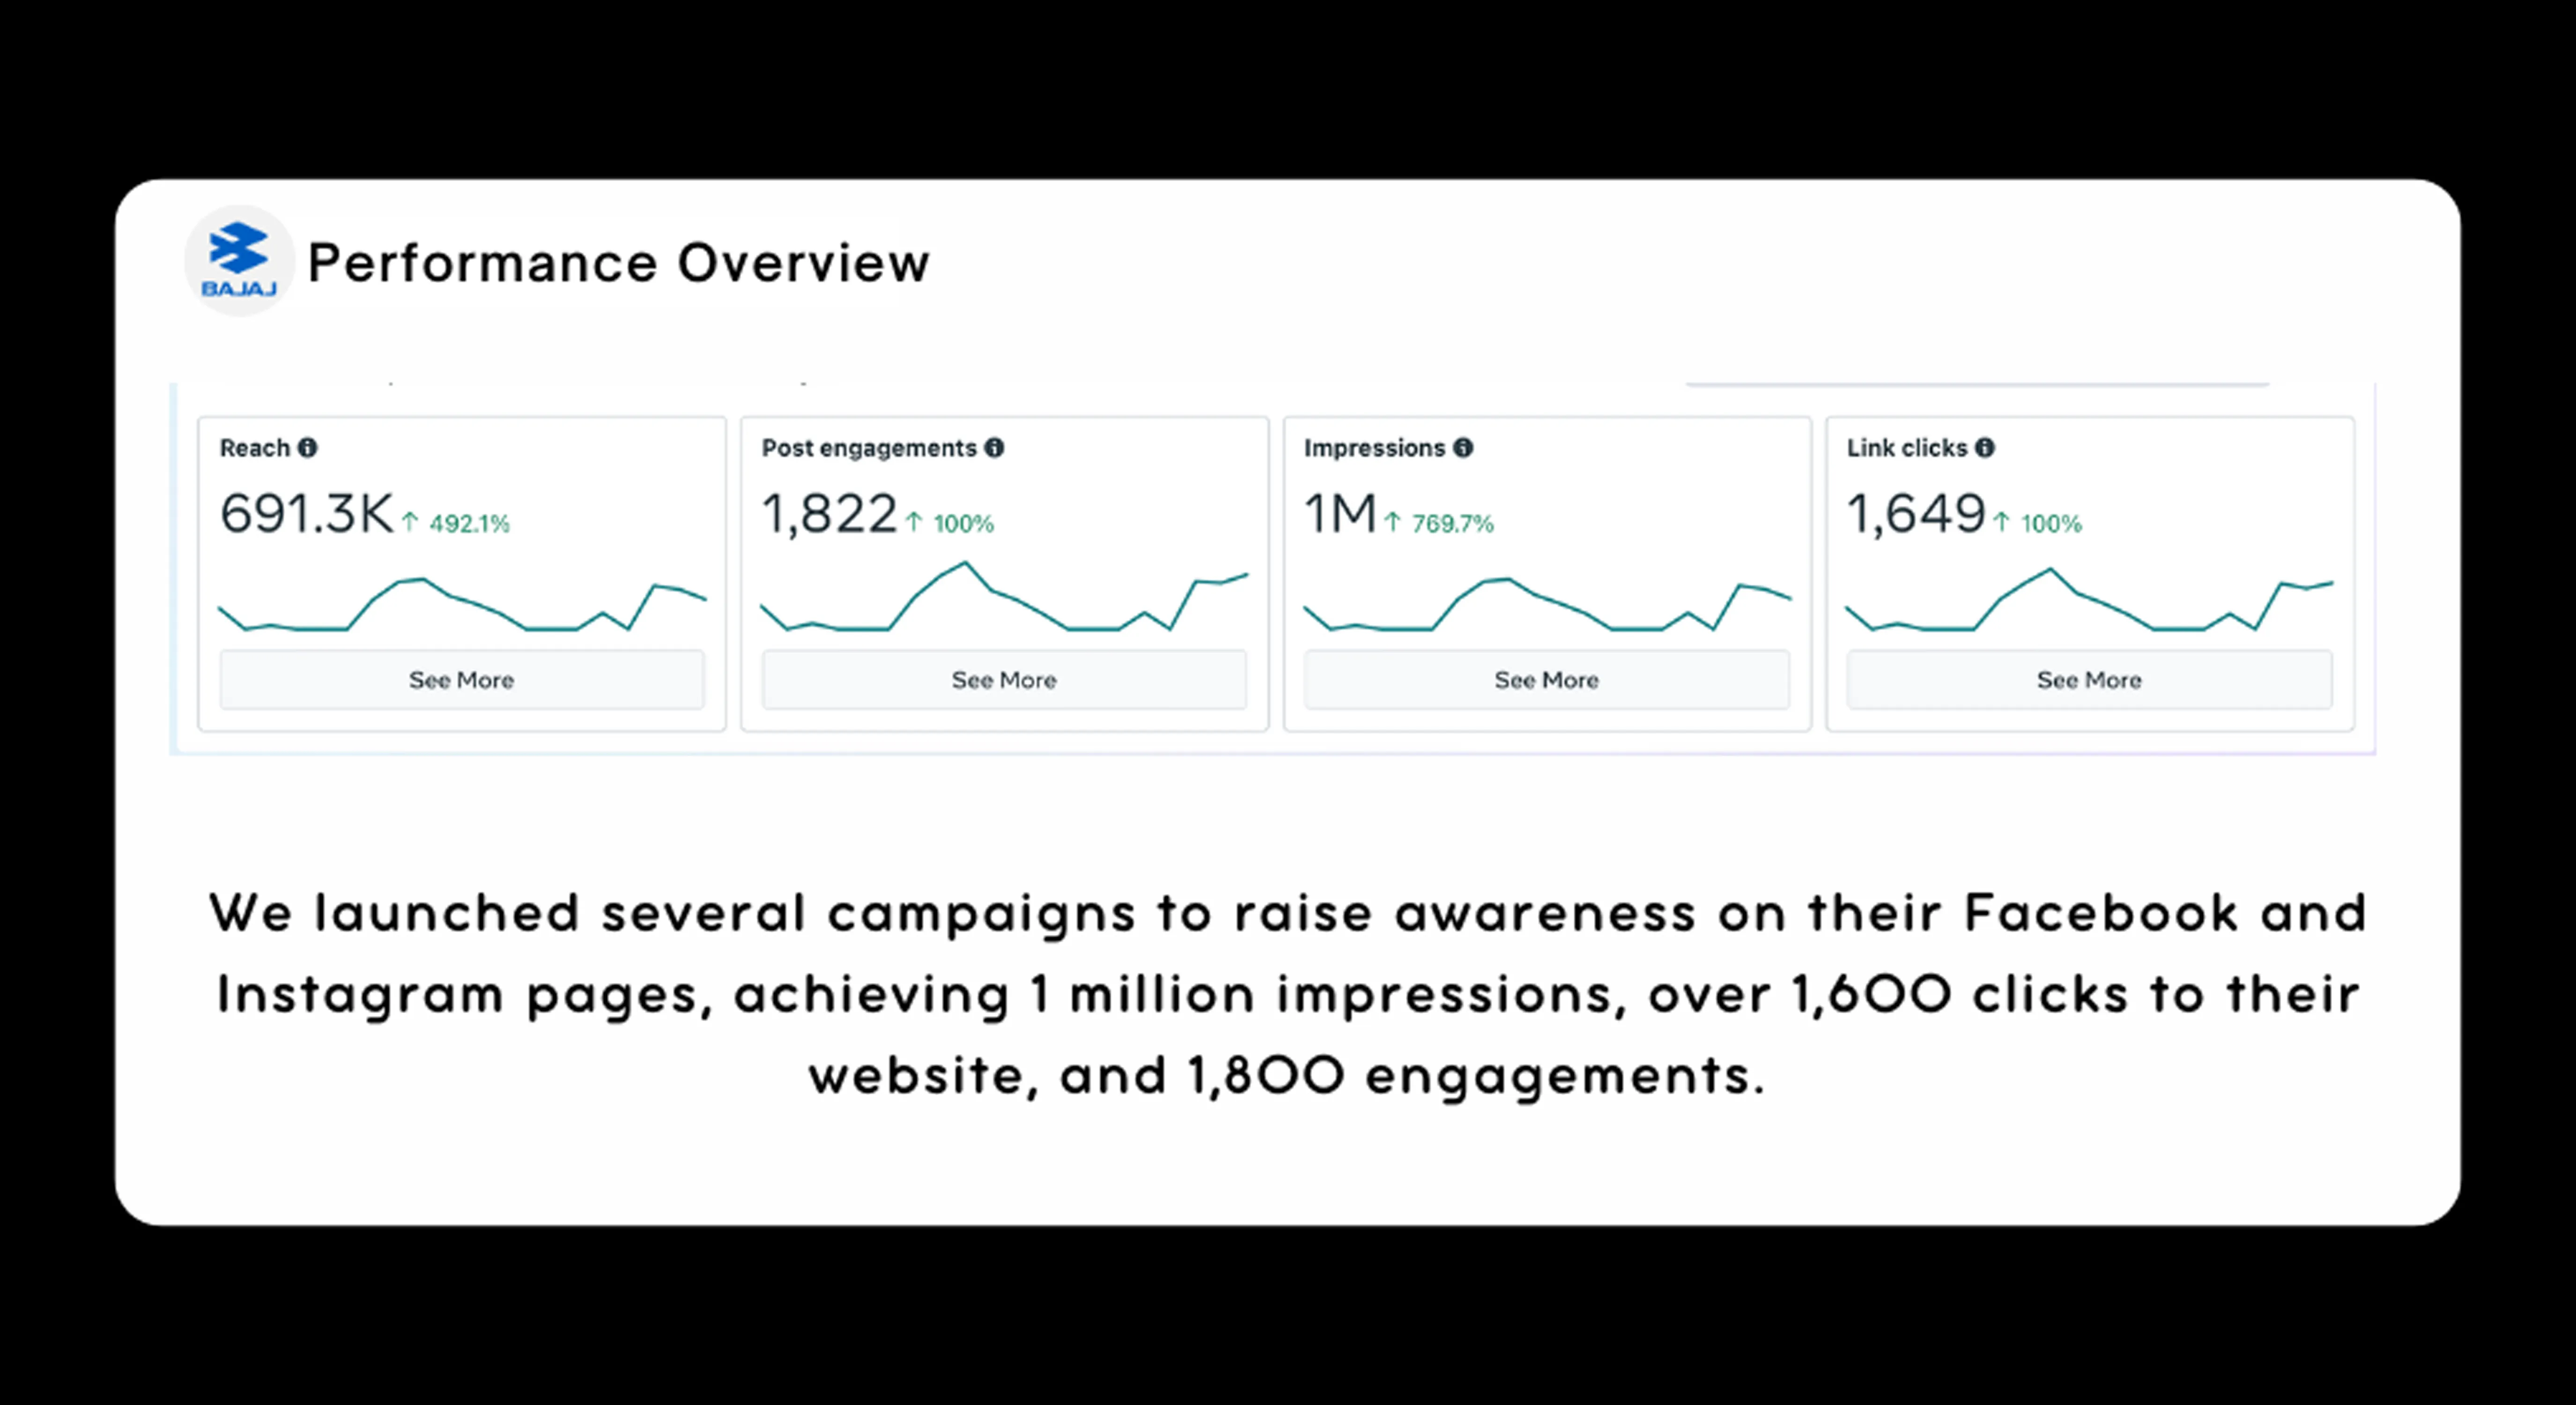 BAJAJ
Performance Overview
Reach
691.3K ↑ 492.1%
See More
Post engagements
1,822 ↑ 100%
See More
Impressions
1M ↑ 769.7%
See More
Link clicks
1,649 ↑ 100%
See More
We launched several campaigns to raise awareness on their Facebook and
Instagram pages, achieving 1 million impressions, over 1,600 clicks to their
website, and 1,800 engagements.